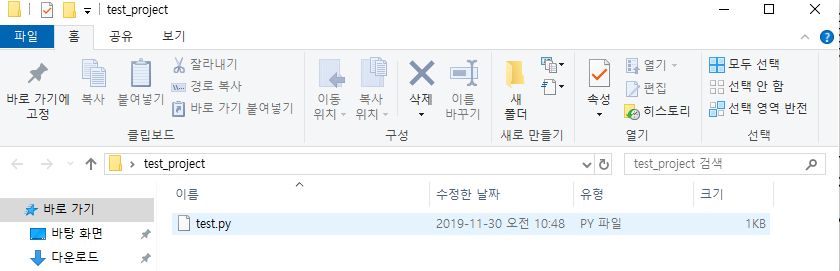 test_project
파일 홈 공유 보기
바로 가기에 고정
복사
붙여넣기
잘라내기
경로 복사
바로 가기 붙여넣기
클립보드
이동 위치
복사 위치
삭제
이름 바꾸기
구성
새 폴더
새로 만들기
속성
열기
편집
히스토리
열기
모두 선택
선택 안 함
선택 영역 반전
선택
test_project
test_project 검색
이름 수정한 날짜 유형 크기
바로 가기
test.py 2019-11-30 오전 10:48 PY 파일 1KB
바탕 화면
다운로드